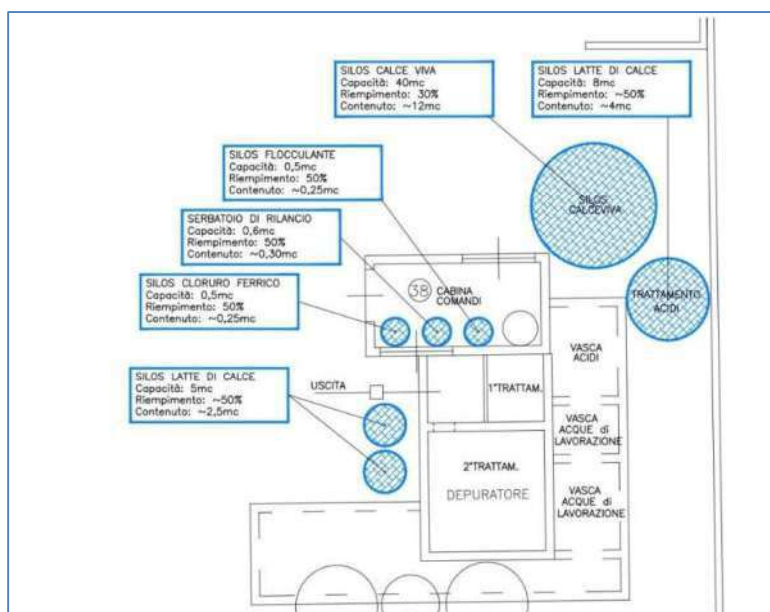 SILOS CALCE VIVA
Capacità: 40mc
Riempimento: 30%
Contenuto: ~12mc
SILOS LATTE DI CALCE
Capacità: 8mc
Riempimento: ~50%
Contenuto: ~4mc
SILOS FLOCCULANTE
Capacità: 0,5mc
Riempimento: 50%
Contenuto: ~0,25mc
SERBATOIO DI RILANCIO
Capacità: 0,6mc
Riempimento: 50%
Contenuto: ~0,30mc
SILOS CLORURO FERRICO
Capacità: 0,5mc
Riempimento: 50%
Contenuto: ~0,25mc
SILOS LATTE DI CALCE
Capacità: 5mc
Riempimento: ~50%
Contenuto: ~2,5mc
SILOS
CALCEVIVA
TRATTAMENTO
ACIDI
38 CABINA
COMANDI
VASCA
ACIDI
USCITA
1°TRATTAM.
VASCA
ACQUE di
LAVORAZIONE
2°TRATTAM.
DEPURATORE
VASCA
ACQUE di
LAVORAZIONE